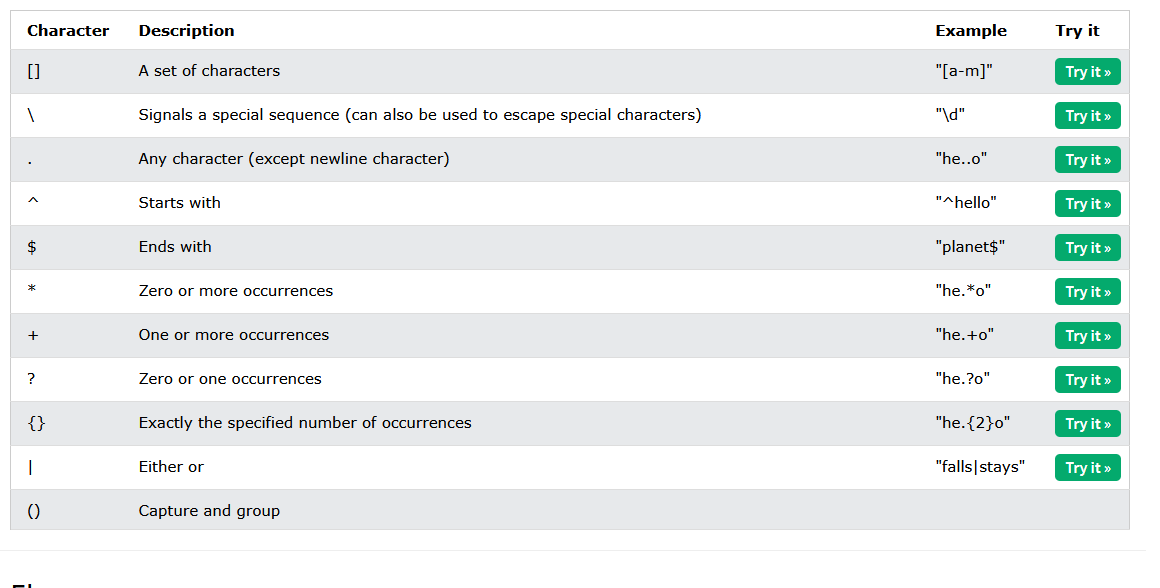 Character Description Example Try it
[] A set of characters "[a-m]" Try it »
\ Signals a special sequence (can also be used to escape special characters) "\d" Try it »
. Any character (except newline character) "he..o" Try it »
^ Starts with "^hello" Try it »
$ Ends with "planet$" Try it »
* Zero or more occurrences "he.*o" Try it »
+ One or more occurrences "he.+o" Try it »
? Zero or one occurrences "he.?o" Try it »
{} Exactly the specified number of occurrences "he.{2}o" Try it »
| Either or "falls|stays" Try it »
() Capture and group